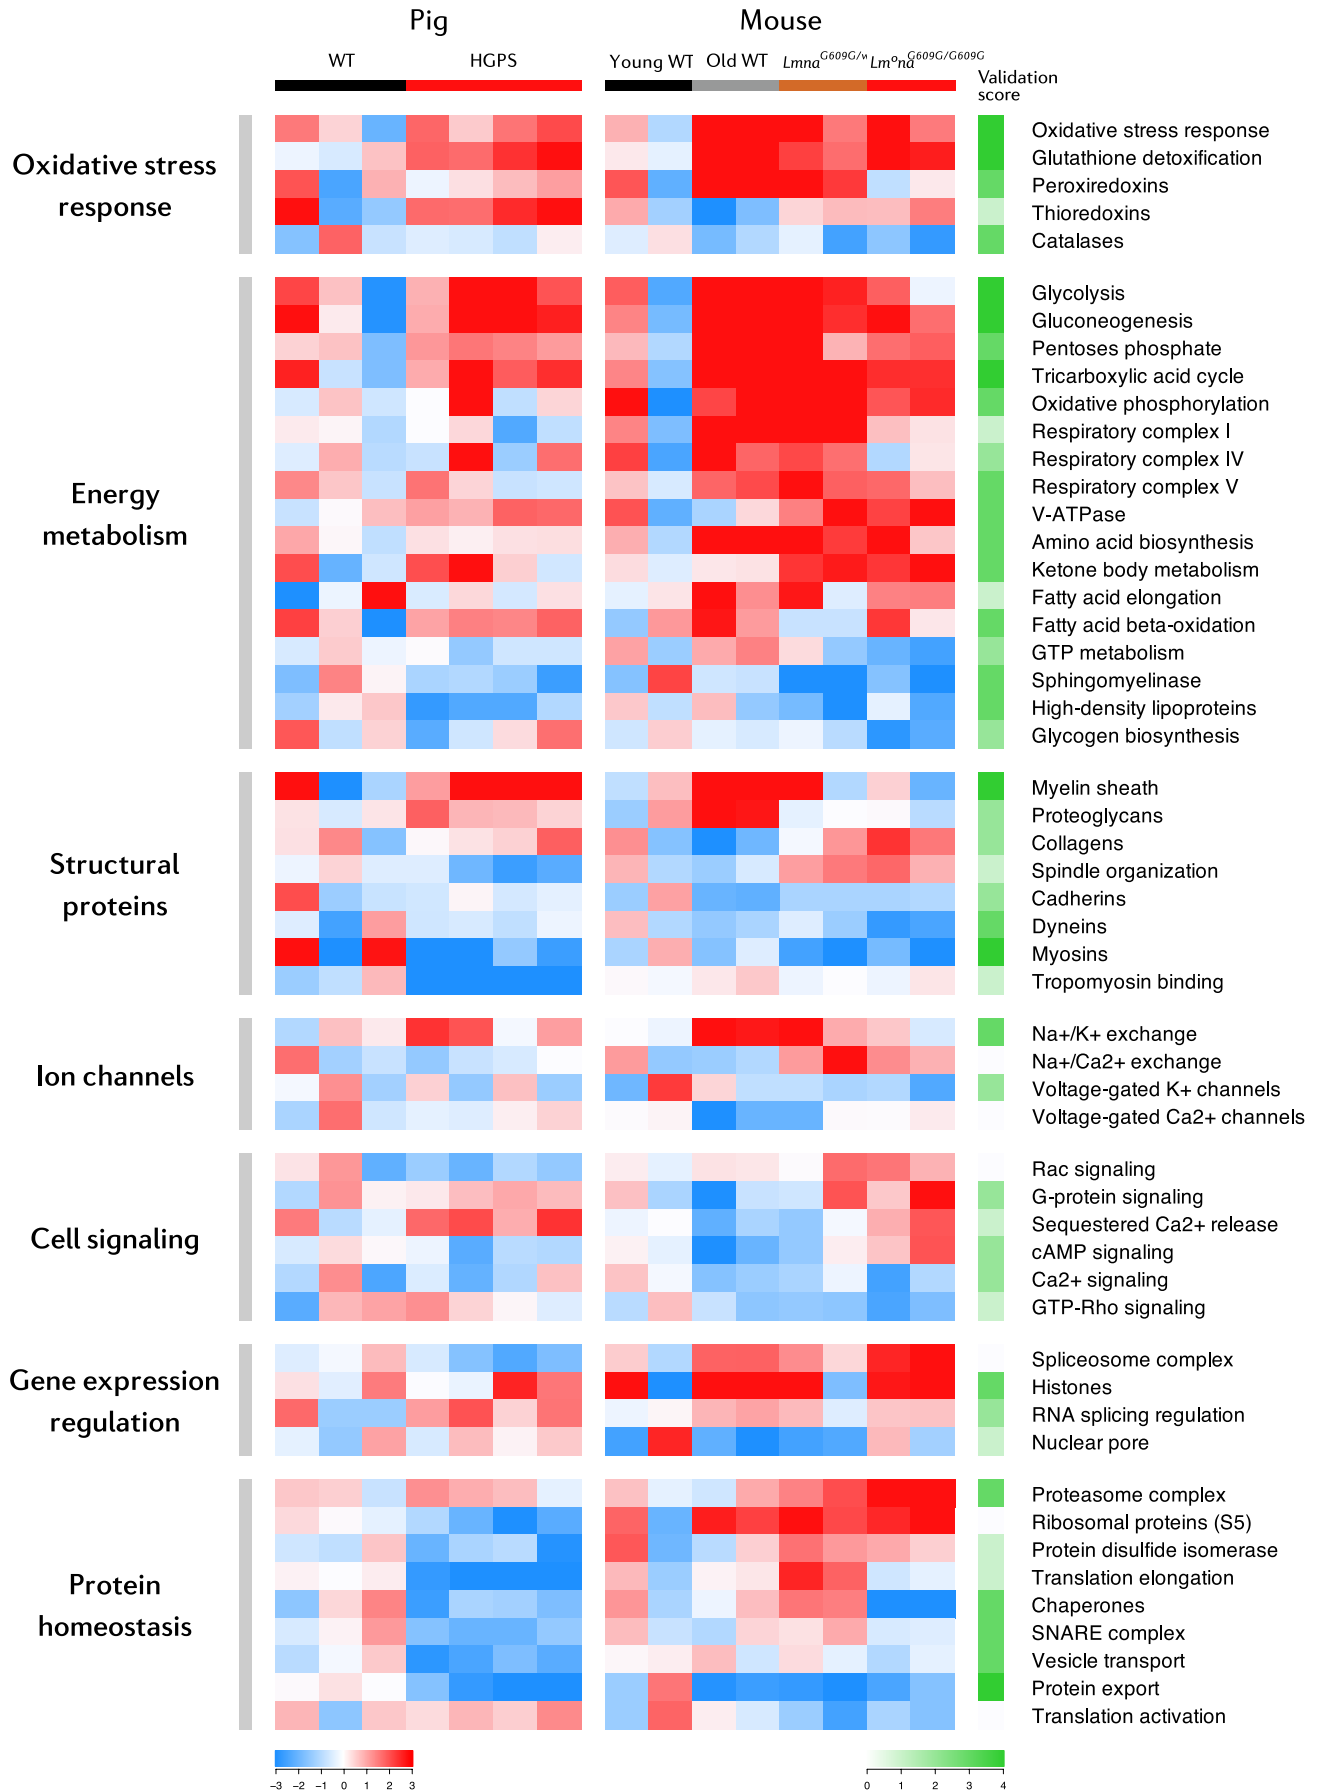 Pig
Mouse
WT
HGPS
Young WT
Old WT
Lmna^G609G/
Validation
score
Oxidative stress
response
Oxidative stress response
Glutathione detoxification
Peroxiredoxins
Thioredoxins
Catalases
Energy
metabolism
Glycolysis
Gluconeogenesis
Pentoses phosphate
Tricarboxylic acid cycle
Oxidative phosphorylation
Respiratory complex I
Respiratory complex IV
Respiratory complex V
V-ATPase
Amino acid biosynthesis
Ketone body metabolism
Fatty acid elongation
Fatty acid beta-oxidation
GTP metabolism
Sphingomyelinase
High-density lipoproteins
Glycogen biosynthesis
Structural
proteins
Myelin sheath
Proteoglycans
Collagens
Spindle organization
Cadherins
Dyneins
Myosins
Tropomyosin binding
Ion channels
Na+/K+ exchange
Na+/Ca2+ exchange
Voltage-gated K+ channels
Voltage-gated Ca2+ channels
Cell signaling
Rac signaling
G-protein signaling
Sequestered Ca2+ release
cAMP signaling
Ca2+ signaling
GTP-Rho signaling
Gene expression
regulation
Spliceosome complex
Histones
RNA splicing regulation
Nuclear pore
Protein
homeostasis
Proteasome complex
Ribosomal proteins (S5)
Protein disulfide isomerase
Translation elongation
Chaperones
SNARE complex
Vesicle transport
Protein export
Translation activation
−3 −2 −1 0 1 2 3
0 1 2 3 4